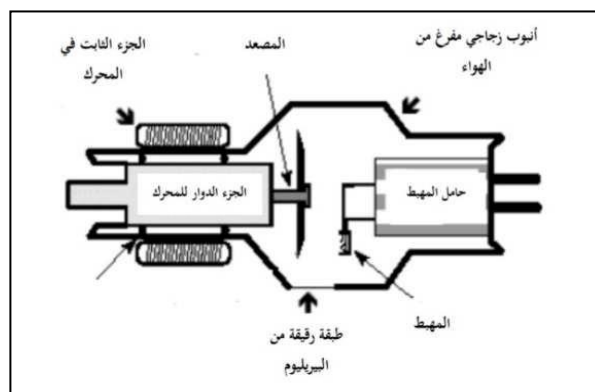 أنبوب زجاجي مفرغ من
الهواء
المصعد
الجزء الثابت في
المحرك
حامل المهبط
الجزء الدوار للمحرك
المهبط
طبقة رقيقة من
البيريليوم